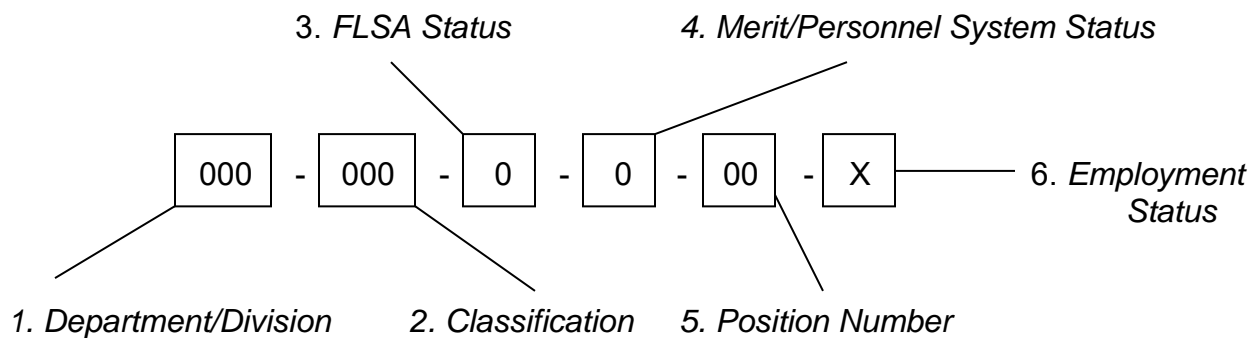 3. FLSA Status 4. Merit/Personnel System Status
000 - 000 - 0 - 0 - 00 - X 6. Employment
Status
1. Department/Division 2. Classification 5. Position Number